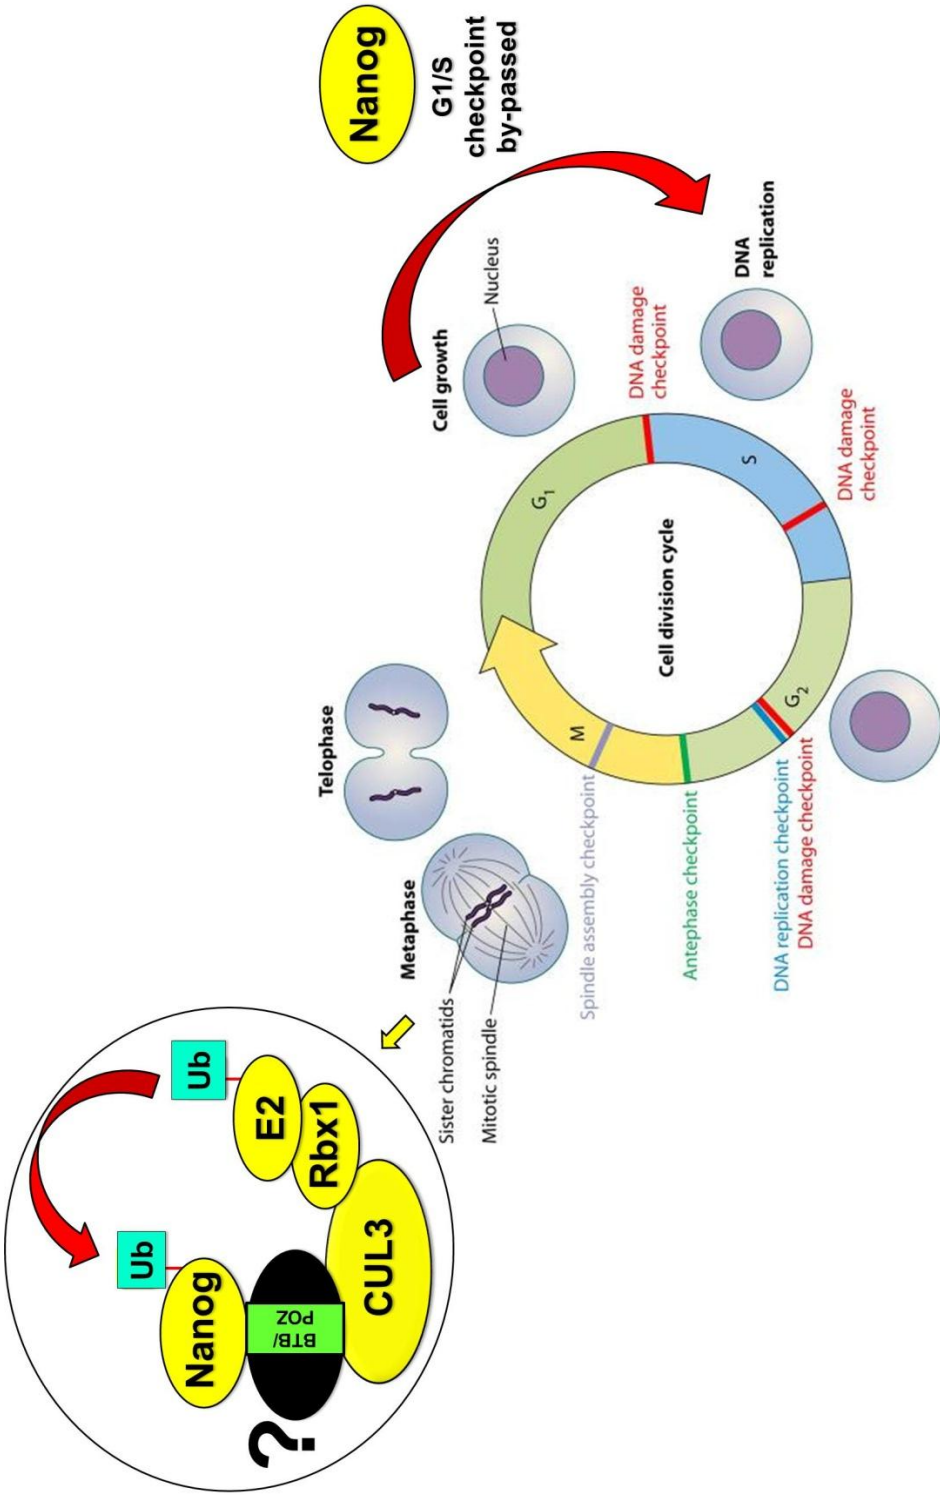 Ub
Ub
Nanog
E2
Rbx1
BTB/
POZ
?
CUL3
Telophase
Metaphase
Sister chromatids
Mitotic spindle
Spindle assembly checkpoint
Antephase checkpoint
DNA replication checkpoint
DNA damage checkpoint
Cell growth
Nucleus
G1
M
Cell division cycle
S
G2
DNA damage
checkpoint
DNA
replication
DNA damage
checkpoint
Nanog
G1/S
checkpoint
by-passed